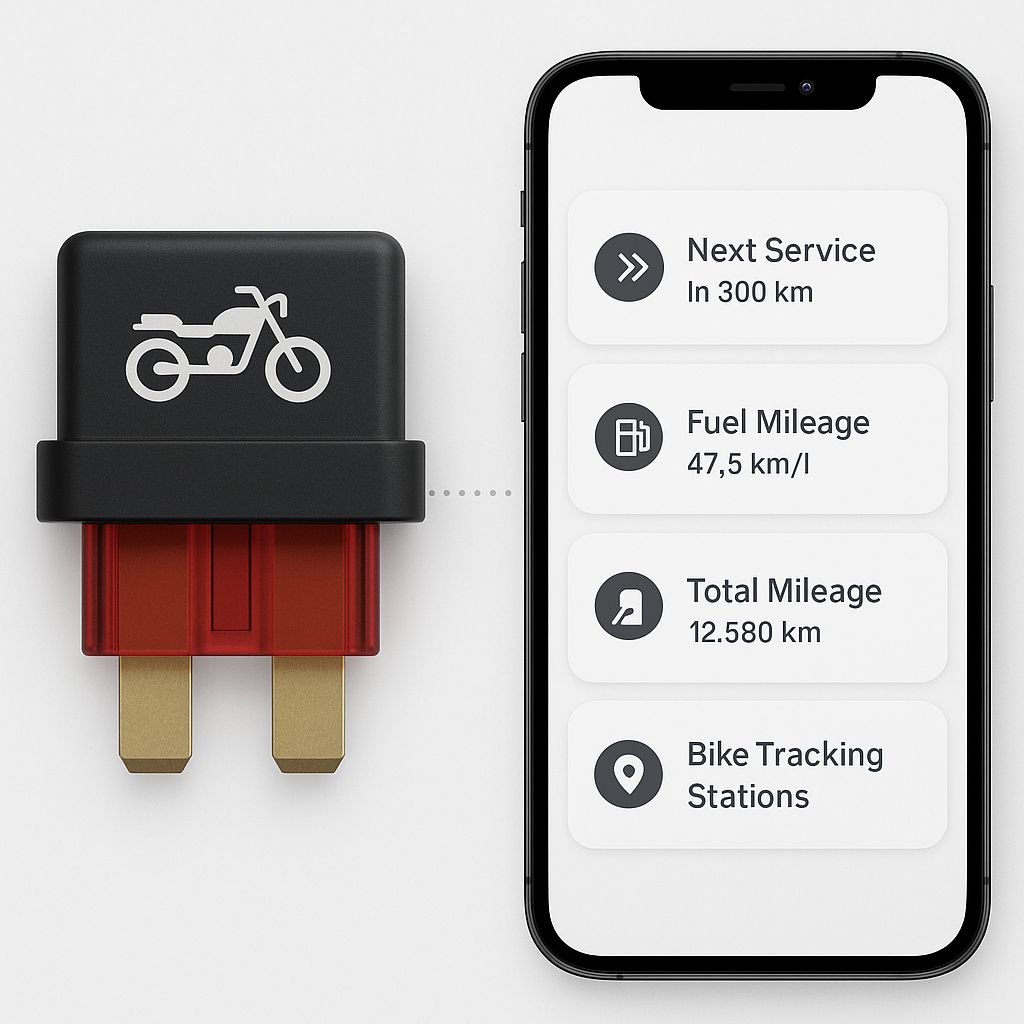 Next Service
In 300 km
Fuel Mileage
47,5 km/l
Total Mileage
12.580 km
Bike Tracking
Stations